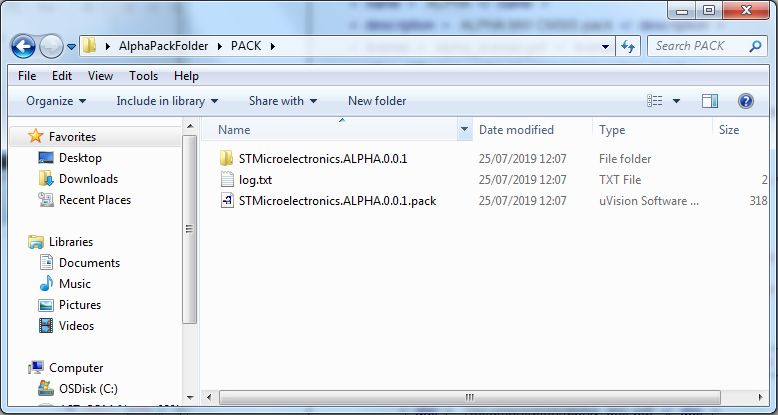 AlphaPackFolder PACK Search PACK
File Edit View Tools Help
Organize Include in library Share with New folder
Name Date modified Type Size
Favorites
Desktop
Downloads
Recent Places
Libraries
Documents
Music
Pictures
Videos
Computer
OSDisk (C:)
STMicroelectronics.ALPHA.0.0.1 25/07/2019 12:07 File folder
log.txt 25/07/2019 12:07 TXT File 2
STMicroelectronics.ALPHA.0.0.1.pack 25/07/2019 12:07 uVision Software ... 318